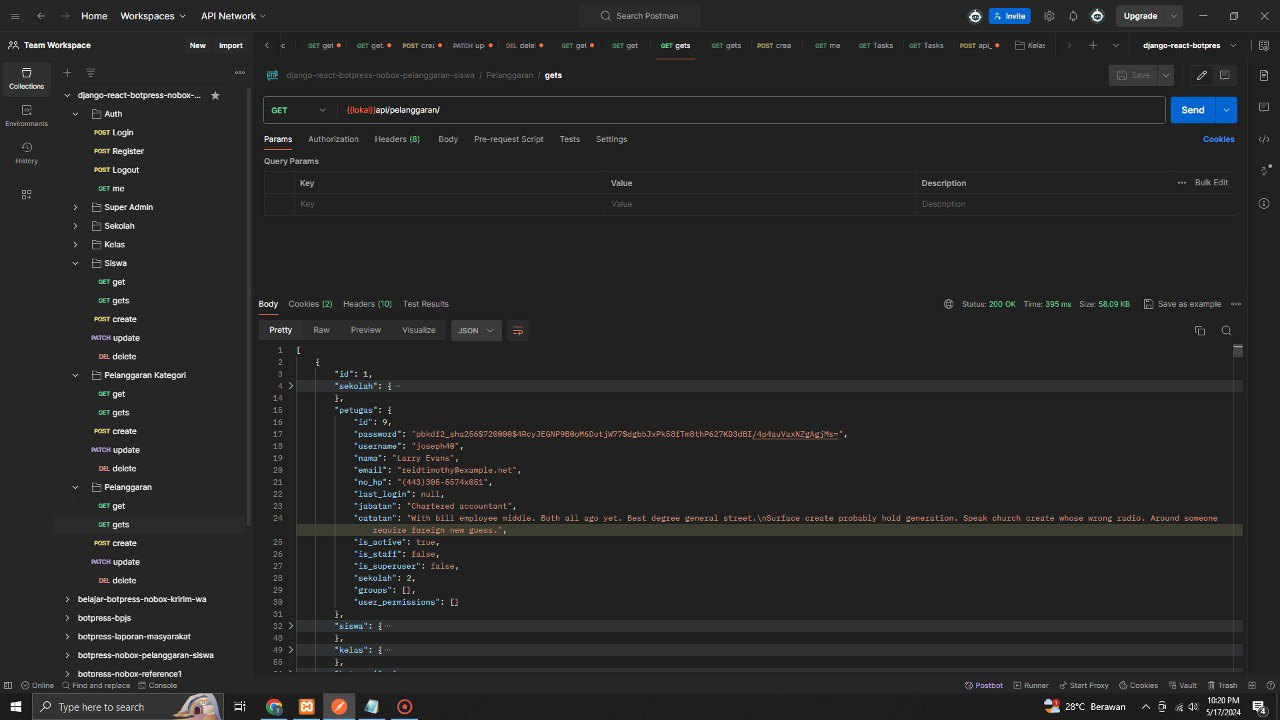 Home Workspaces API Network Search Postman Invite Upgrade
Team Workspace New Import
get get crea PATCH up DEL delet get get GET gets GET gets POST crea GET me GET Tasks GET Tasks POST api_ Kelas django-react-botpres
Collections
Environments
History
django-react-botpress-nobox-...
Auth
POST Login
POST Register
POST Logout
GET me
Super Admin
Sekolah
Kelas
Siswa
GET get
GET gets
POST create
PATCH update
DEL delete
Pelanggaran Kategori
GET get
GET gets
POST create
PATCH update
DEL delete
Pelanggaran
GET get
GET gets
POST create
PATCH update
DEL delete
belajar-botpress-nobox-kririm-wa
botpress-bpjs
botpress-laporan-masyarakat
botpress-nobox-pelanggaran-siswa
botpress-nobox-reference1
django-react-botpress-nobox-pelanggaran-siswa / Pelanggaran / gets Save
GET {{lokal}}api/pelanggaran/ Send
Params Authorization Headers (8) Body Pre-request Script Tests Settings Cookies
Query Params
Key Value Description Bulk Edit
Key Value Description
Body Cookies (2) Headers (10) Test Results Status: 200 OK Time: 395 ms Size: 58.09 KB Save as example
Pretty Raw Preview Visualize JSON
1 [
2 {
3 "id": 1,
4 "sekolah": {
14 },
15 "petugas": {
16 "id": 9,
17 "password":
18 "username": "joseph40",
19 "nama": "Larry Evans",
20 "email": "reidtimothy@example.net",
21 "no_hp": "(443)305-5574x051",
22 "last_login": null,
23 "jabatan": "Chartered accountant",
24 "catatan": "With bill employee middle. Both all ago yet. Best degree general street.\nSurface create probably hold generation. Speak church create whose wrong radio. Around someone
require foreign new guess.",
25 "is_active": true,
26 "is_staff": false,
27 "is_superuser": false,
28 "sekolah": 2,
29 "groups": [],
30 "user_permissions": []
31 },
32 "siswa": {
48 },
49 "kelas": {
55 },
Online Find and replace Console Postbot Runner Start Proxy Cookies Vault Trash
Type here to search 29°C Berawan 10:20 PM
5/17/2024